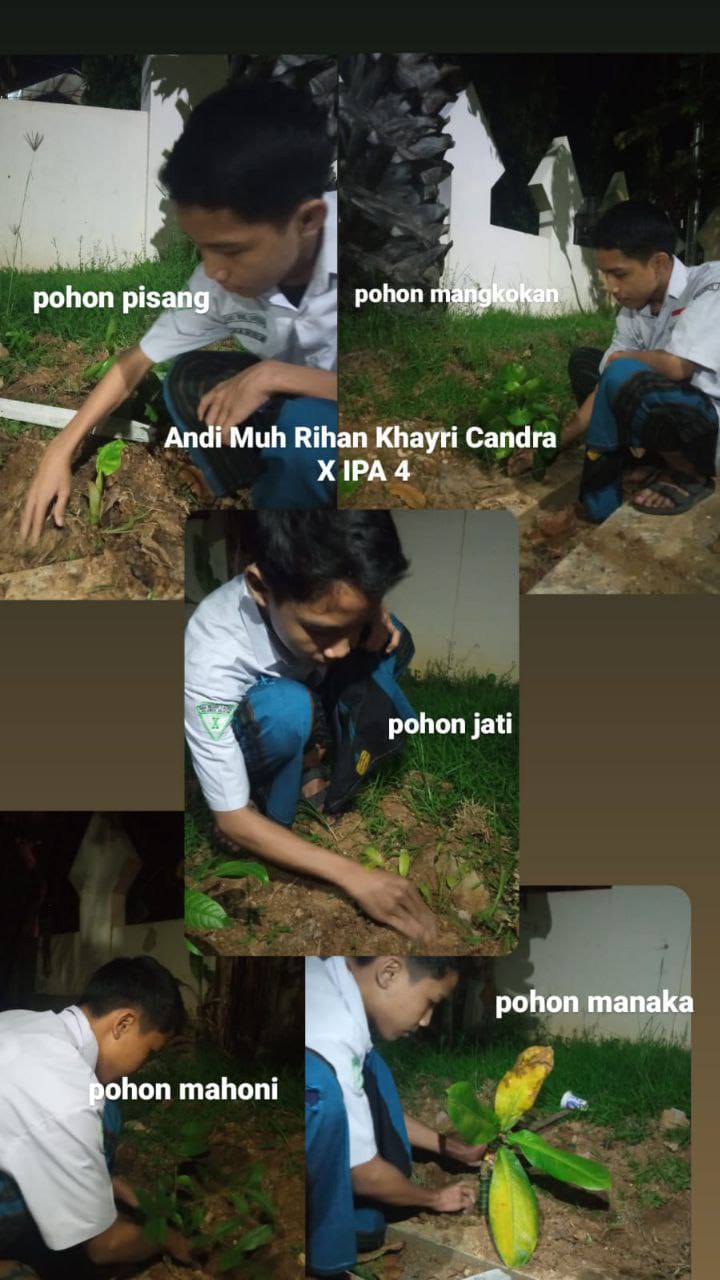 pohon pisang
pohon mangkokan
Andi Muh Rihan Khayri Candra
X IPA 4
X
pohon jati
pohon manaka
pohon mahoni